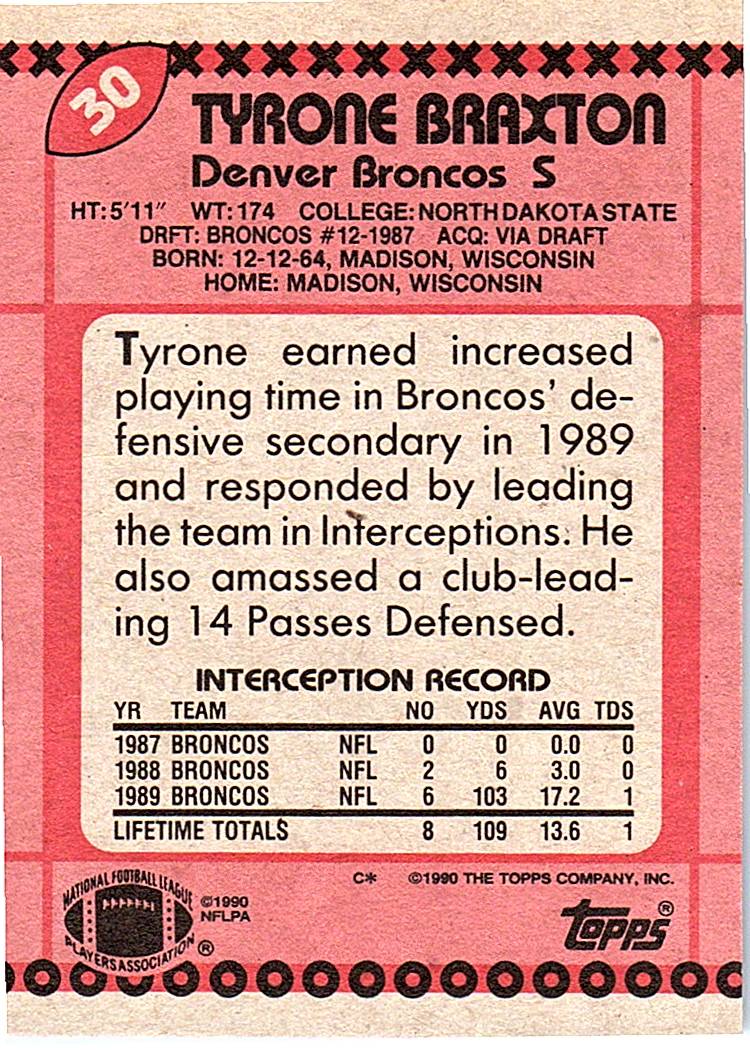 30
TYRONE BRAXTON
Denver Broncos S
HT: 5'11" WT: 174 COLLEGE: NORTH DAKOTA STATE
DRFT: BRONCOS #12-1987 ACQ: VIA DRAFT
BORN: 12-12-64, MADISON, WISCONSIN
HOME: MADISON, WISCONSIN
Tyrone earned increased
playing time in Broncos' de-
fensive secondary in 1989
and responded by leading
the team in Interceptions. He
also amassed a club-lead-
ing 14 Passes Defensed.
INTERCEPTION RECORD
YR TEAM NO YDS AVG TDS
1987 BRONCOS NFL 0 0 0.0 0
1988 BRONCOS NFL 2 6 3.0 0
1989 BRONCOS NFL 6 103 17.2 1
LIFETIME TOTALS 8 109 13.6 1
C* ©1990 THE TOPPS COMPANY, INC.
NATIONAL FOOTBALL LEAGUE
PLAYERS ASSOCIATION ®
©1990
NFLPA
topps ®